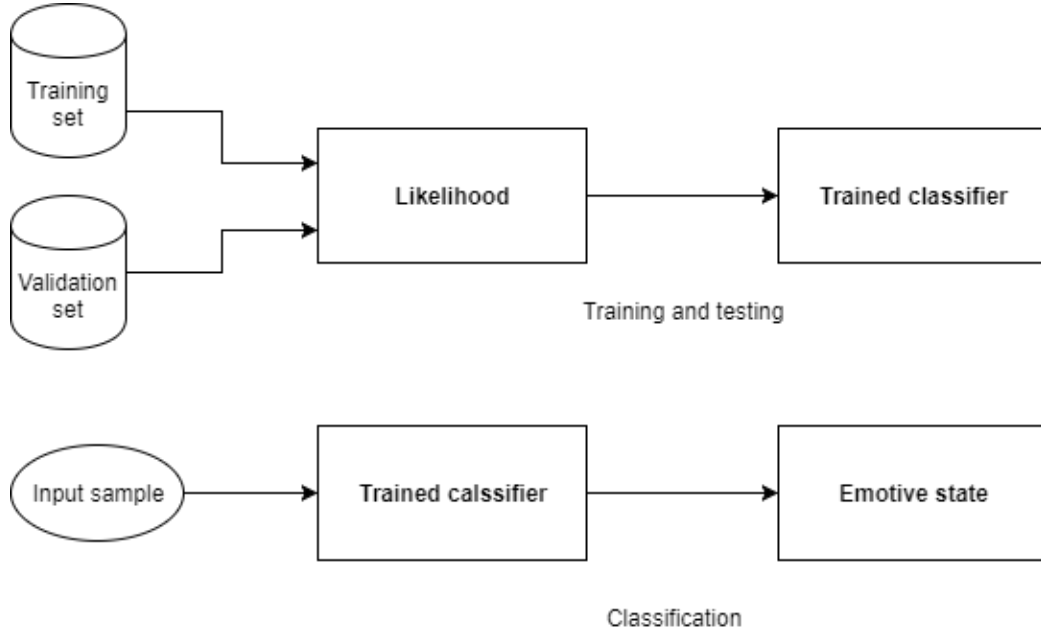 Training
set
Likelihood
Trained classifier
Validation
set
Training and testing
Input sample
Trained calssifier
Emotive state
Classification